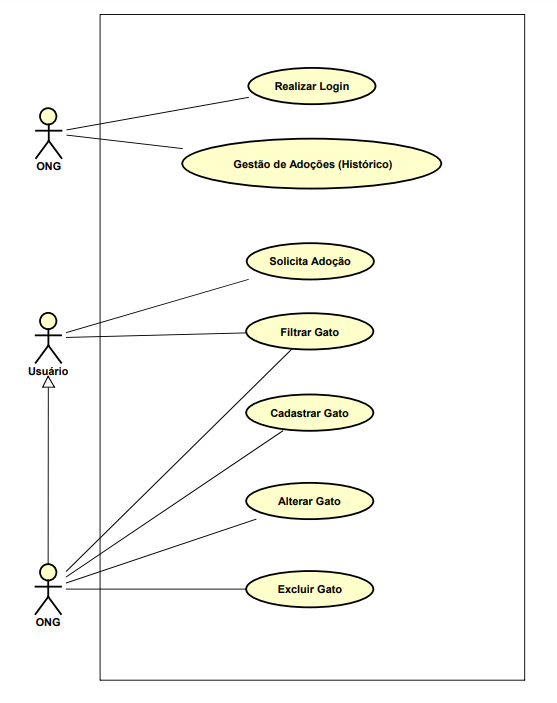 Realizar Login
ONG
Gestão de Adoções (Histórico)
Solicita Adoção
Filtrar Gato
Usuário
Cadastrar Gato
Alterar Gato
Excluir Gato
ONG